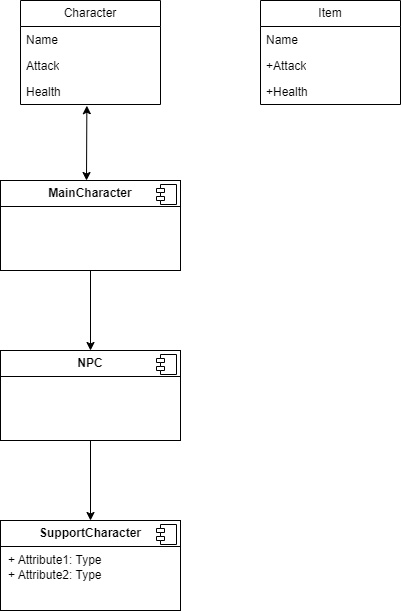 Character
Name
Attack
Health
Item
Name
+Attack
+Health
MainCharacter
NPC
SupportCharacter
+ Attribute1: Type
+ Attribute2: Type